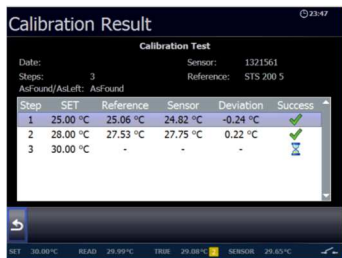 Calibration Result
23:47
Calibration Test
Date: Sensor: 1321561
Steps: 3 Reference: STS 200 5
AsFound/AsLeft: AsFound
Step SET Reference Sensor Deviation Success
1 25.00 °C 25.06 °C 24.82 °C -0.24 °C
2 28.00 °C 27.53 °C 27.75 °C 0.22 °C
3 30.00 °C - - -
SET 30.00°C READ 29.99°C TRUE 29.08°C 2 SENSOR 29.65°C